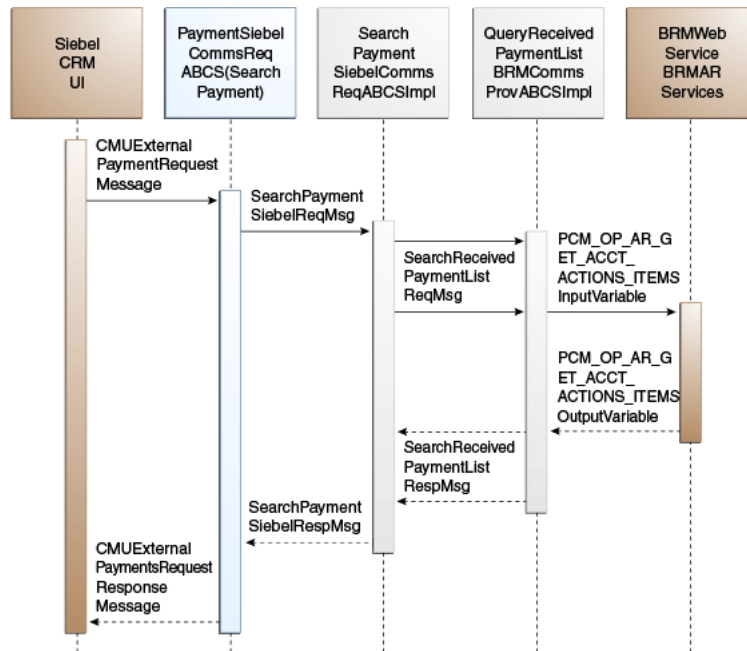 Siebel
CRM
UI
PaymentSiebel
CommsReq
ABCS(Search
Payment)
Search
Payment
SiebelComms
ReqABCSImpl
QueryReceived
PaymentList
BRMComms
ProvABCSImpl
BRMWeb
Service
BRMAR
Services
CMUExternal
PaymentRequest
Message
SearchPayment
SiebelReqMsg
SearchReceived
PaymentList
ReqMsg
PCM_OP_AR_G
ET_ACCT_
ACTIONS_ITEMS
InputVariable
PCM_OP_AR_G
ET_ACCT_
ACTIONS_ITEMS
OutputVariable
SearchReceived
PaymentList
RespMsg
SearchPayment
SiebelRespMsg
CMUExternal
PaymentsRequest
Response
Message